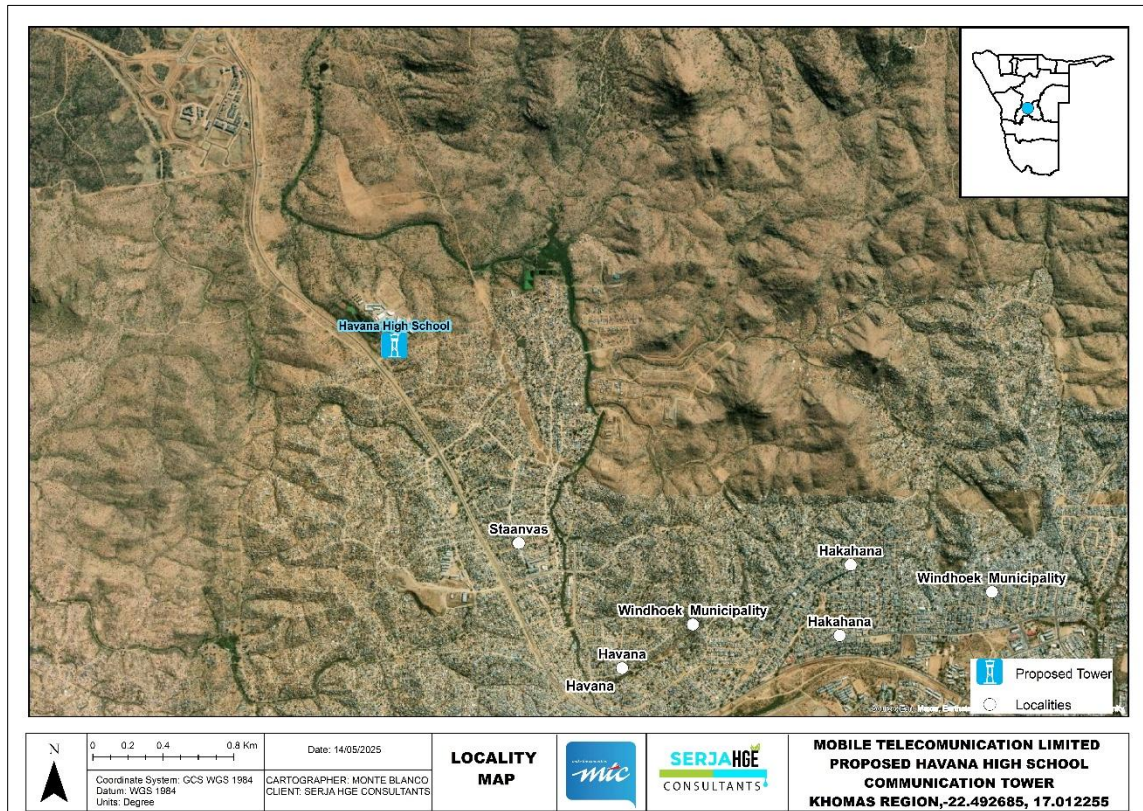 Havana High School
Staanvas
Hakahana
Windhoek Municipality
Windhoek Municipality
Hakahana
Havana
Havana
Proposed Tower
Localities
N
0 0.2 0.4 0.8 Km
Coordinate System: GCS WGS 1984
Datum: WGS 1984
Units: Degree
Date: 14/05/2025
CARTOGRAPHER: MONTE BLANCO
CLIENT: SERJA HGE CONSULTANTS
LOCALITY
MAP
mtc
SERJA HGE
CONSULTANTS
MOBILE TELECOMUNICATION LIMITED
PROPOSED HAVANA HIGH SCHOOL
COMMUNICATION TOWER
KHOMAS REGION,-22.492685, 17.012255